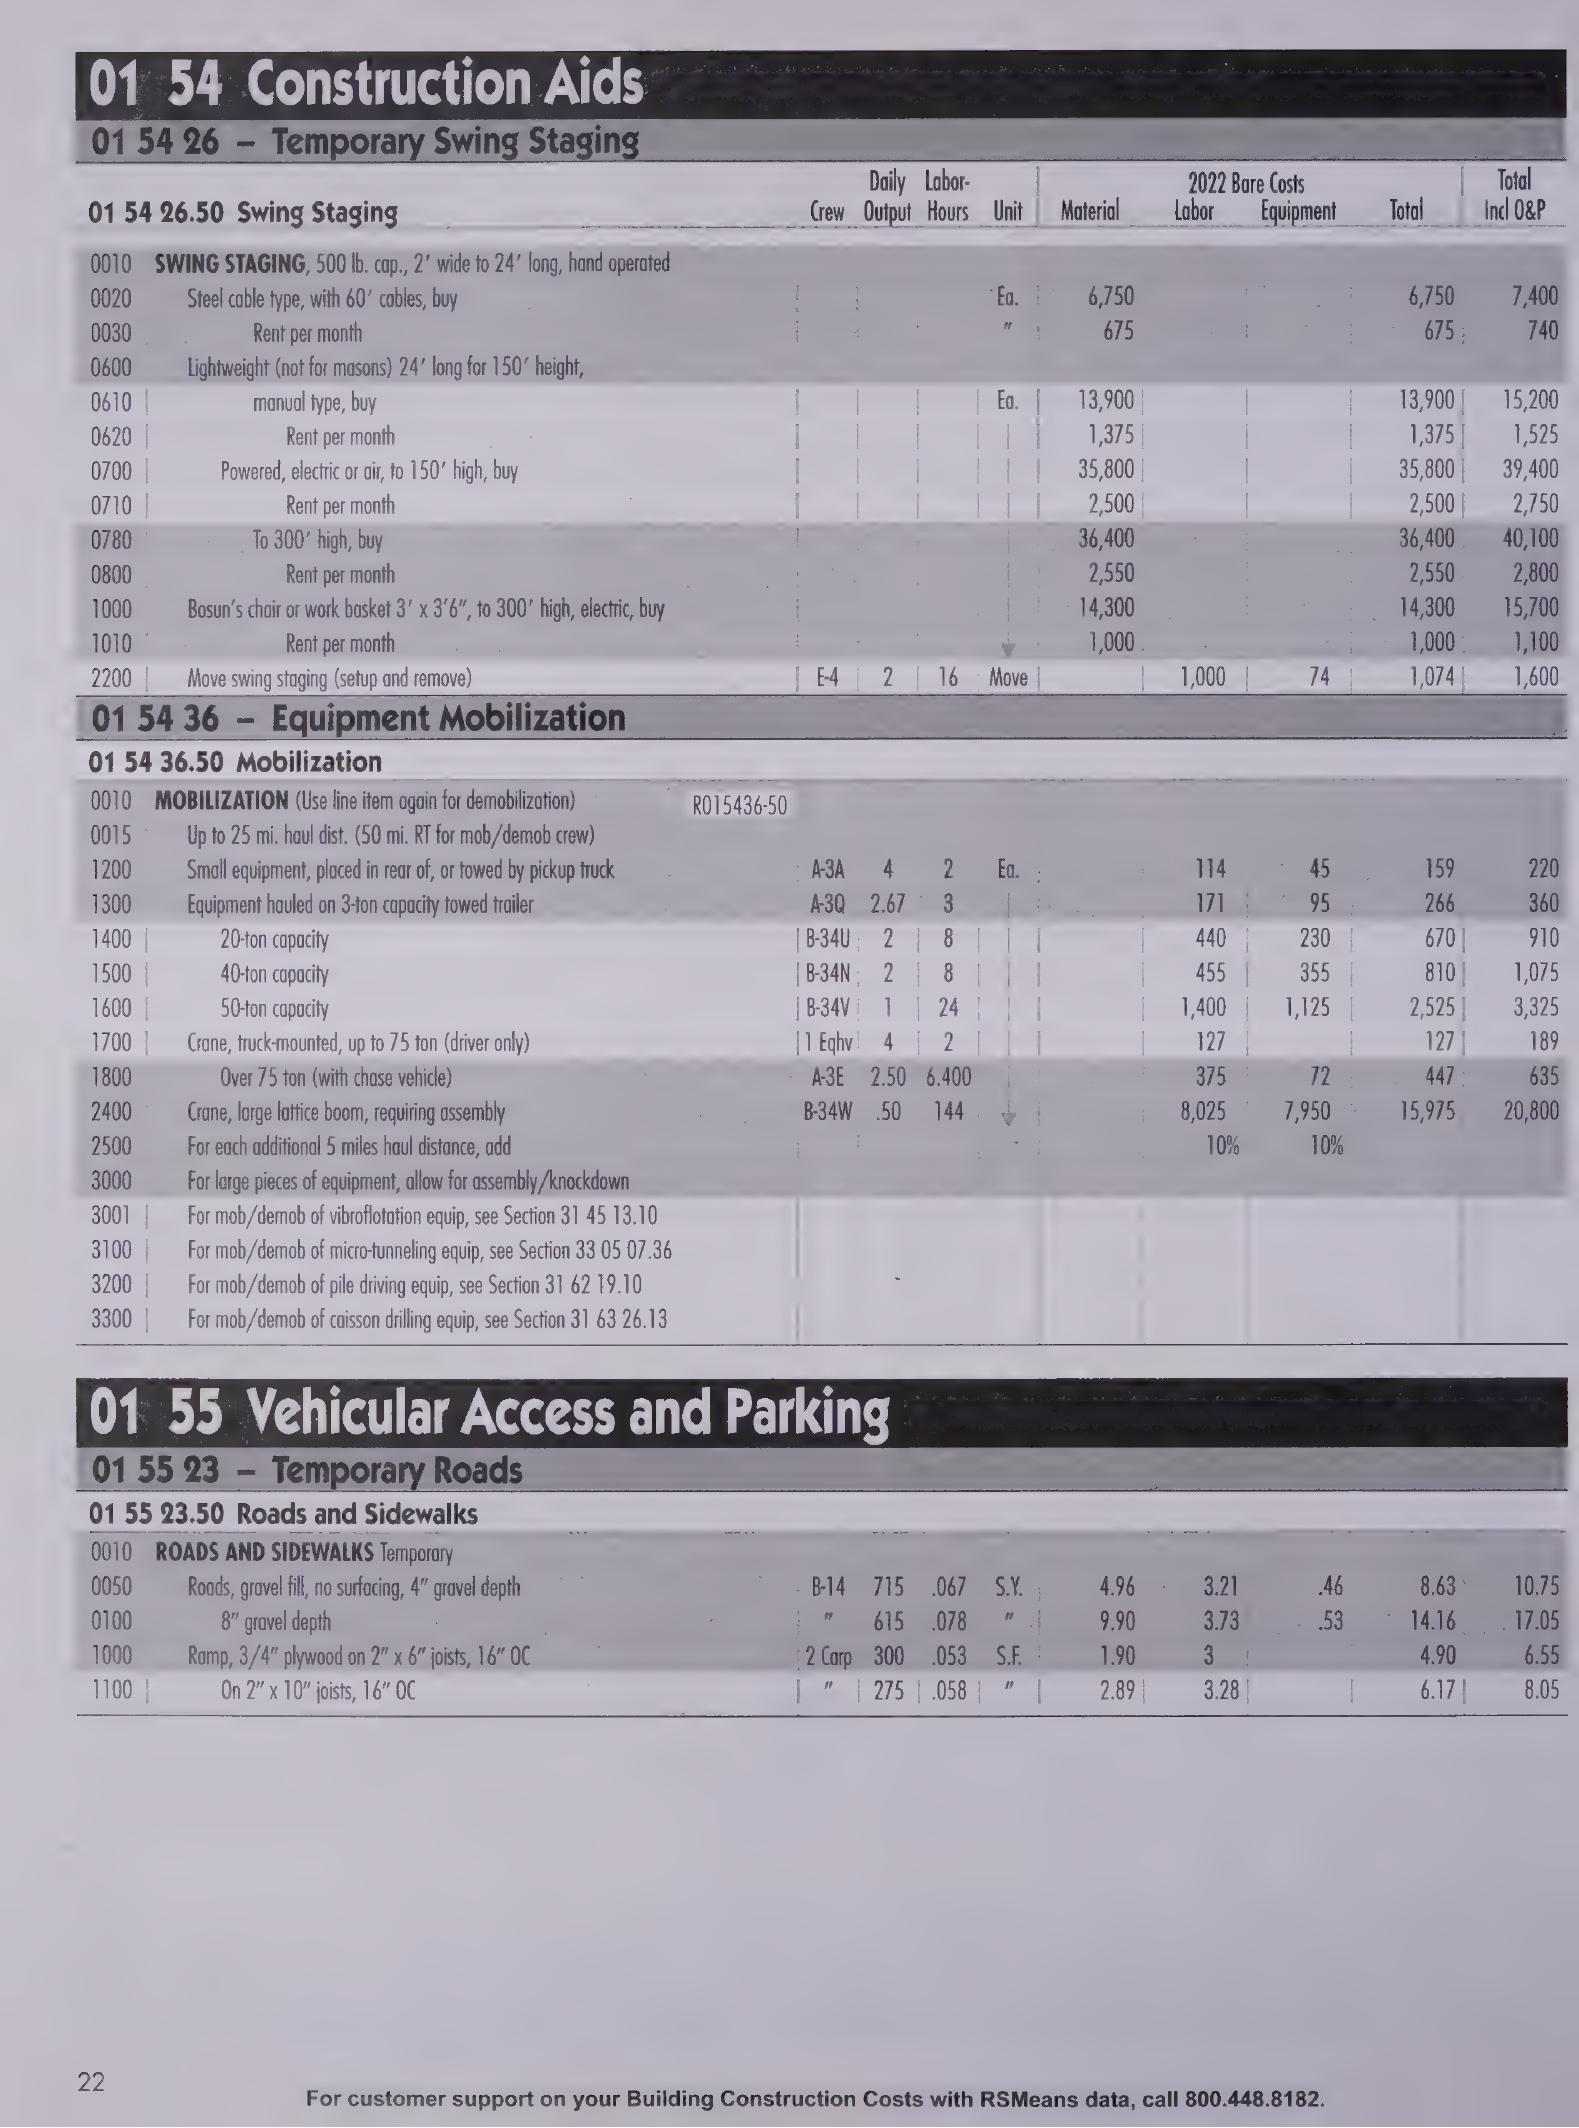 01 54 Construction Aids
01 54 26 – Temporary Swing Staging
Daily Labor- 2022 Bare Costs Total
01 54 26.50 Swing Staging Crew Output Hours Unit Material Labor Equipment Total Incl O&P
0010 SWING STAGING, 500 lb. cap., 2' wide to 24' long, hand operated
0020 Steel cable type, with 60' cables, buy Ea. 6,750 6,750 7,400
0030 Rent per month " 675 675 740
0600 Lightweight (not for masons) 24' long for 150' height,
0610 manual type, buy Ea. 13,900 13,900 15,200
0620 Rent per month 1,375 1,375 1,525
0700 Powered, electric or air, to 150' high, buy 35,800 35,800 39,400
0710 Rent per month 2,500 2,500 2,750
0780 To 300' high, buy 36,400 36,400 40,100
0800 Rent per month 2,550 2,550 2,800
1000 Bosun's chair or work basket 3' x 3'6", to 300' high, electric, buy 14,300 14,300 15,700
1010 Rent per month 1,000 1,000 1,100
2200 Move swing staging (setup and remove) E-4 2 16 Move 1,000 74 1,074 1,600
01 54 36 – Equipment Mobilization
01 54 36.50 Mobilization
0010 MOBILIZATION (Use line item again for demobilization) R015436-50
0015 Up to 25 mi. haul dist. (50 mi. RT for mob/demob crew)
1200 Small equipment, placed in rear of, or towed by pickup truck A-3A 4 2 Ea. 114 45 159 220
1300 Equipment hauled on 3-ton capacity towed trailer A-3Q 2.67 3 171 95 266 360
1400 20-ton capacity B-34U 2 8 440 230 670 910
1500 40-ton capacity B-34N 2 8 455 355 810 1,075
1600 50-ton capacity B-34V 1 24 1,400 1,125 2,525 3,325
1700 Crane, truck-mounted, up to 75 ton (driver only) 1 Eqhv 4 2 127 127 189
1800 Over 75 ton (with chase vehicle) A-3E 2.50 6.400 375 72 447 635
2400 Crane, large lattice boom, requiring assembly B-34W .50 144 8,025 7,950 15,975 20,800
2500 For each additional 5 miles haul distance, add 10% 10%
3000 For large pieces of equipment, allow for assembly/knockdown
3001 For mob/demob of vibroflotation equip, see Section 31 45 13.10
3100 For mob/demob of micro-tunneling equip, see Section 33 05 07.36
3200 For mob/demob of pile driving equip, see Section 31 62 19.10
3300 For mob/demob of caisson drilling equip, see Section 31 63 26.13
01 55 Vehicular Access and Parking
01 55 23 – Temporary Roads
01 55 23.50 Roads and Sidewalks
0010 ROADS AND SIDEWALKS Temporary
0050 Roads, gravel fill, no surfacing, 4" gravel depth B-14 715 .067 S.Y. 4.96 3.21 .46 8.63 10.75
0100 8" gravel depth " 615 .078 " 9.90 3.73 .53 14.16 17.05
1000 Ramp, 3/4" plywood on 2" x 6" joists, 16" OC 2 Carp 300 .053 S.F. 1.90 3 4.90 6.55
1100 On 2" x 10" joists, 16" OC " 275 .058 " 2.89 3.28 6.17 8.05
22
For customer support on your Building Construction Costs with RSMeans data, call 800.448.8182.